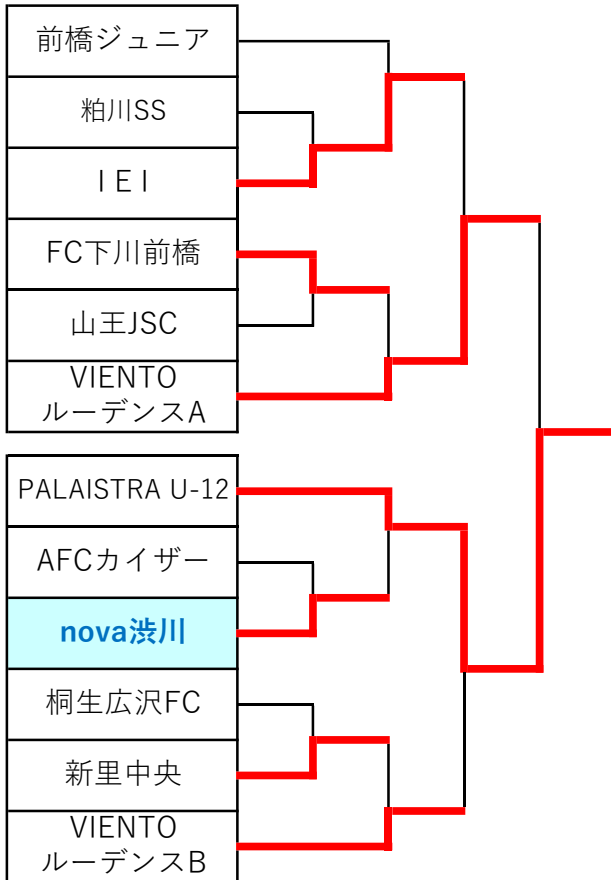 前橋ジュニア
粕川SS
IEI
FC下川前橋
山王JSC
VIENTO
ルーデンスA
PALAISTRA U-12
AFCカイザー
nova渋川
桐生広沢FC
新里中央
VIENTO
ルーデンスB